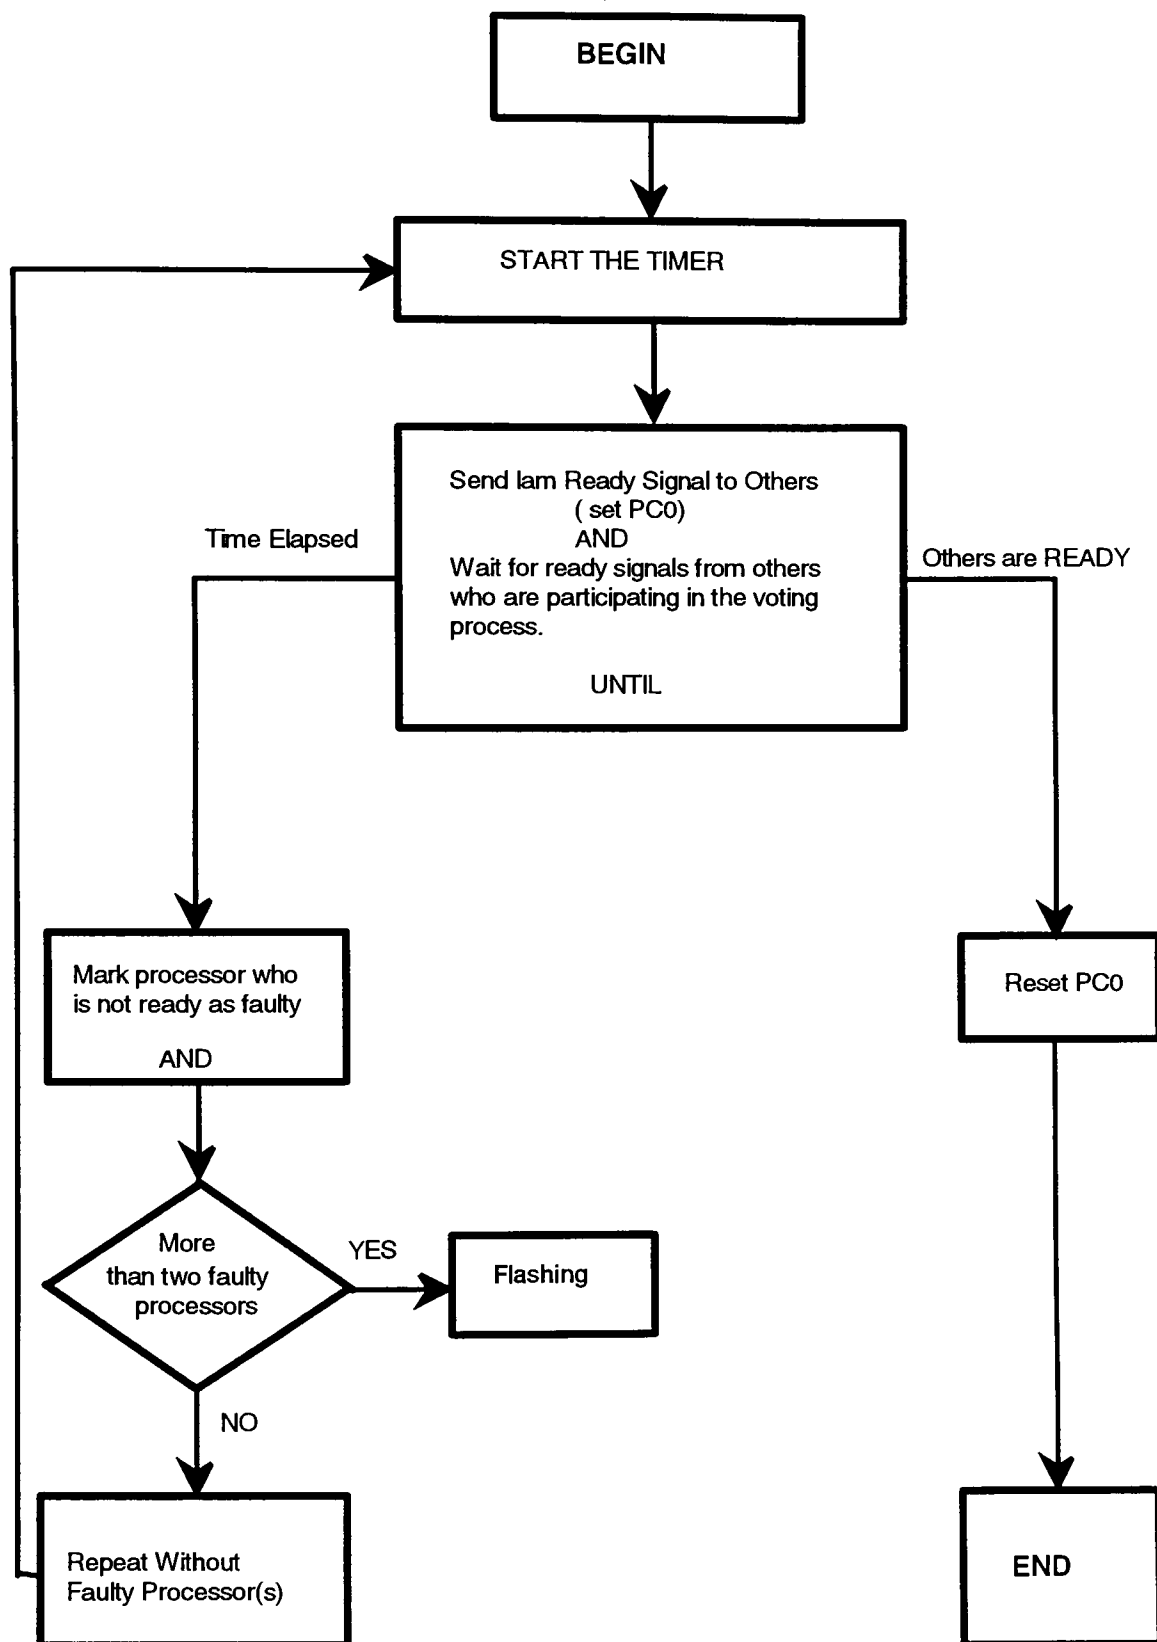 BEGIN
START THE TIMER
Send Iam Ready Signal to Others
( set PC0)
AND
Wait for ready signals from others
who are participating in the voting
process.
UNTIL
Time Elapsed
Others are READY
Mark processor who
is not ready as faulty
AND
Reset PC0
More
than two faulty
processors
YES
Flashing
NO
Repeat Without
Faulty Processor(s)
END